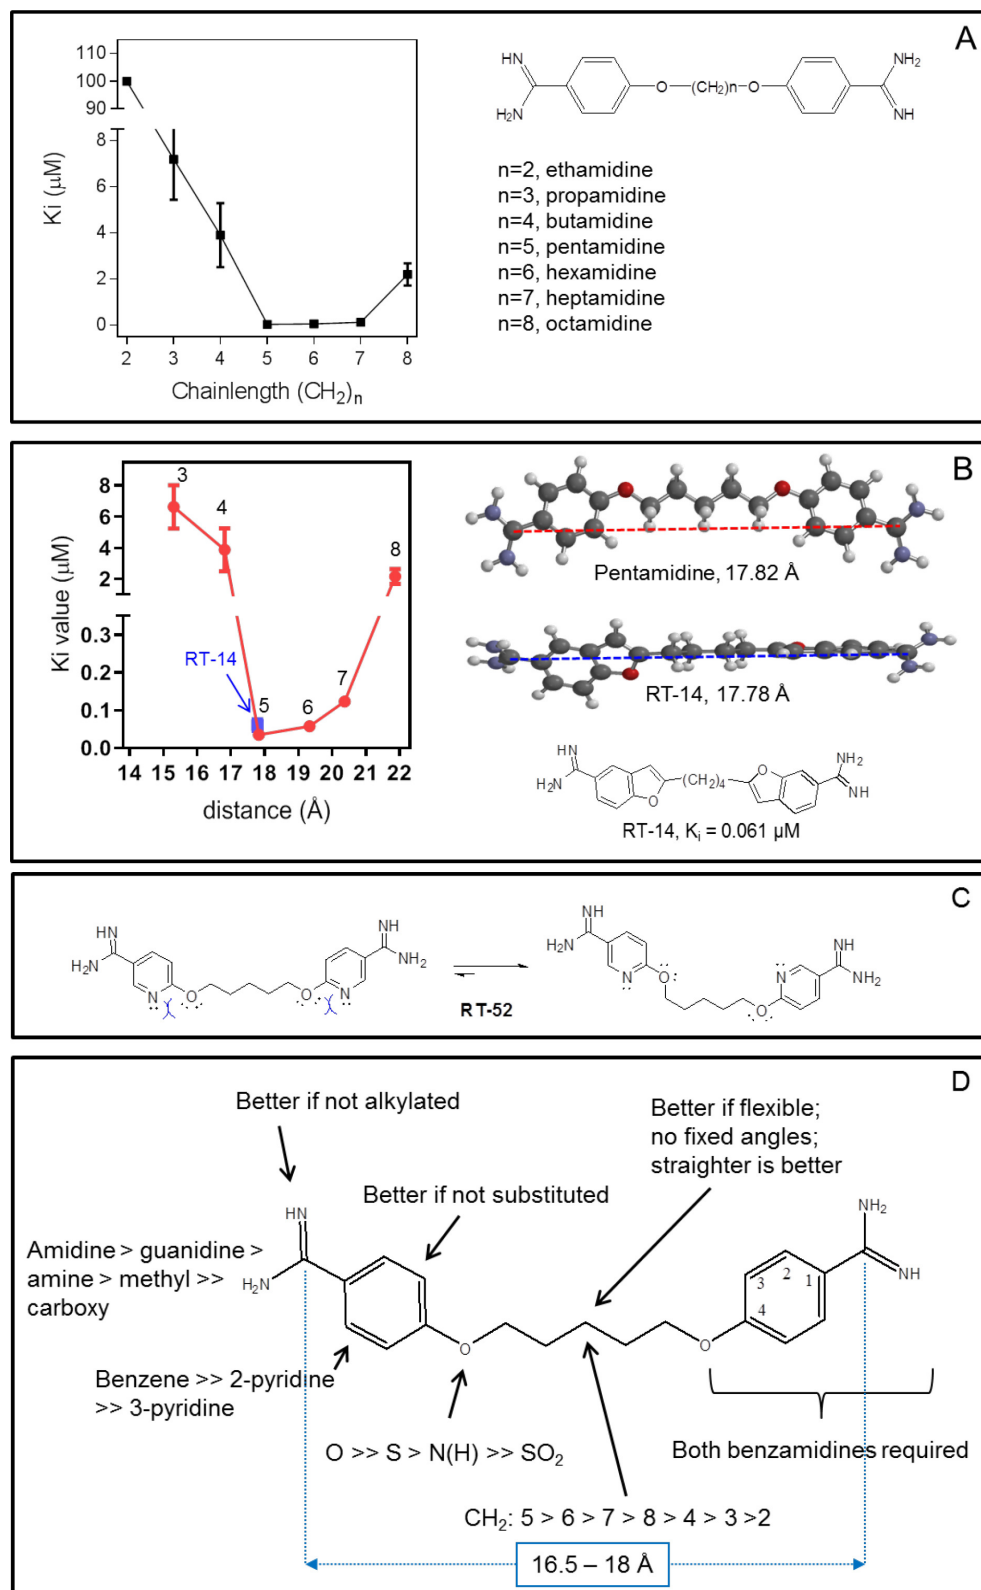 A
110
100
90
8
6
4
2
0
Ki (μM)
2 3 4 5 6 7 8
Chainlength (CH2)n
HN
H2N
O
(CH2)n
O
NH2
NH
n=2, ethamidine
n=3, propamidine
n=4, butamidine
n=5, pentamidine
n=6, hexamidine
n=7, heptamidine
n=8, octamidine
B
8
6
4
2
0.3
0.2
0.1
0.0
Ki value (μM)
3
4
8
RT-14
5
6
7
14 15 16 17 18 19 20 21 22
distance (Å)
Pentamidine, 17.82 Å
RT-14, 17.78 Å
NH
H2N
O
(CH2)4
O
NH2
NH
RT-14, Ki = 0.061 μM
C
NH
H2N
N
O
O
N
NH
NH2
RT-52
NH
H2N
N
O
O
N
NH
NH2
D
Better if not alkylated
Better if flexible;
no fixed angles;
straighter is better
Better if not substituted
Amidine > guanidine >
amine > methyl >>
carboxy
HN
H2N
O
O
1
2
3
4
NH2
NH
Benzene >> 2-pyridine
>> 3-pyridine
O >> S > N(H) >> SO2
Both benzamidines required
CH2: 5 > 6 > 7 > 8 > 4 > 3 >2
16.5 – 18 Å